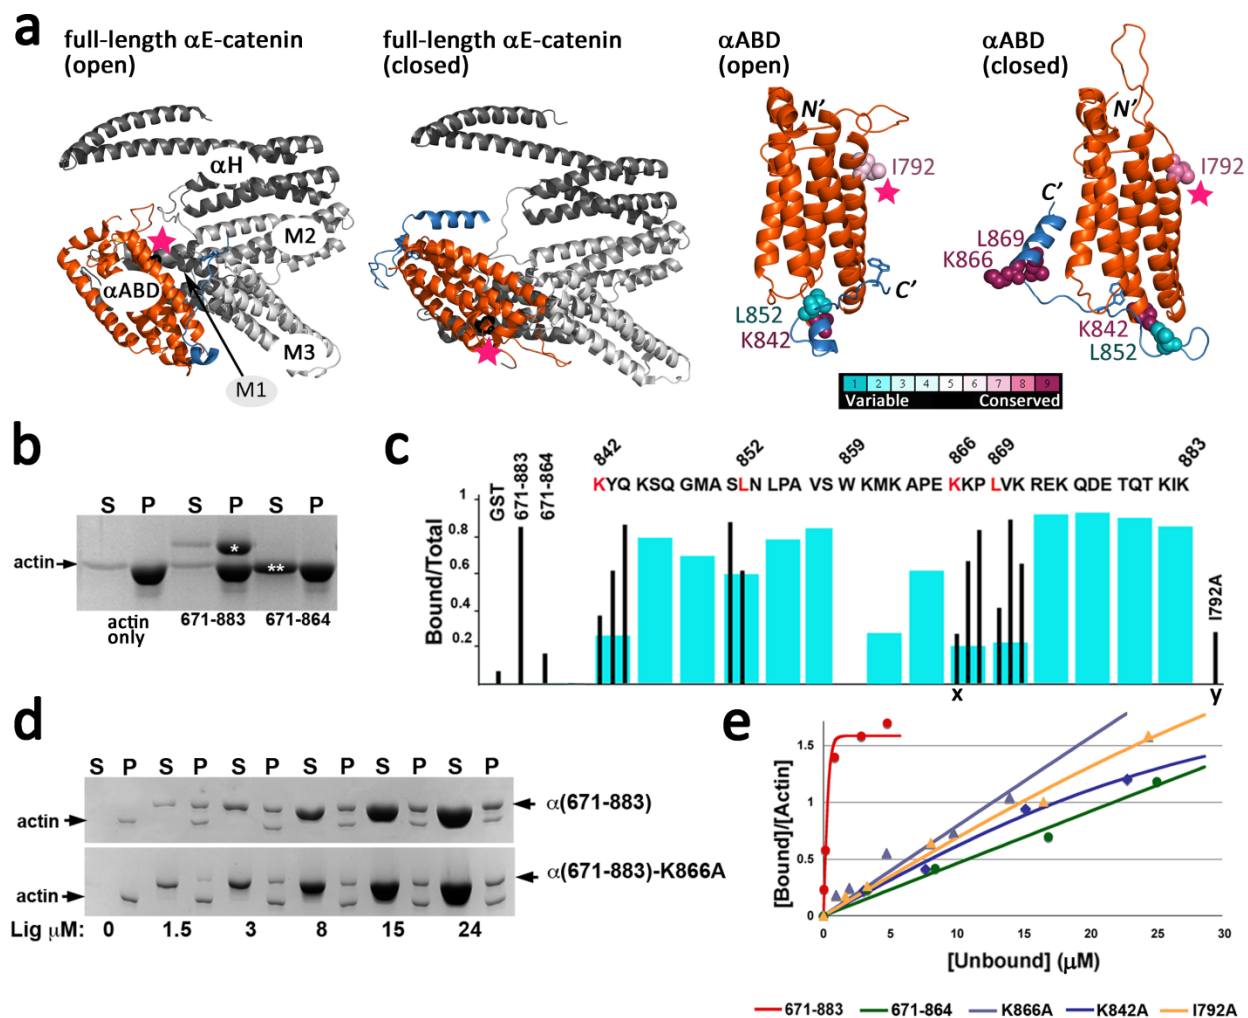 a
full-length αE-catenin
(open)
full-length αE-catenin
(closed)
αABD
(open)
αABD
(closed)
αH
M2
αABD
M3
M1
N'
I792
C'
L852
K842
N'
I792
C'
L869
K866
K842
L852
1 2 3 4 5 6 7 8 9
Variable Conserved
b
S P S P S P
actin
*
**
actin only
671-883
671-864
c
GST
671-883
671-864
842 852 859 866 869 883
KYQ KSQ GMA SLN LPA VS W KMK APE KKP LVK REK QDE TQT KIK
Bound/Total
1
0.8
0.6
0.4
0.2
x
y
I792A
d
S P S P S P S P S P S P
actin
α(671-883)
actin
α(671-883)-K866A
Lig μM: 0 1.5 3 8 15 24
e
[Bound]/[Actin]
1.5
1
0.5
0
0 5 10 15 20 25 30
[Unbound] (μM)
671-883 671-864 K866A K842A I792A